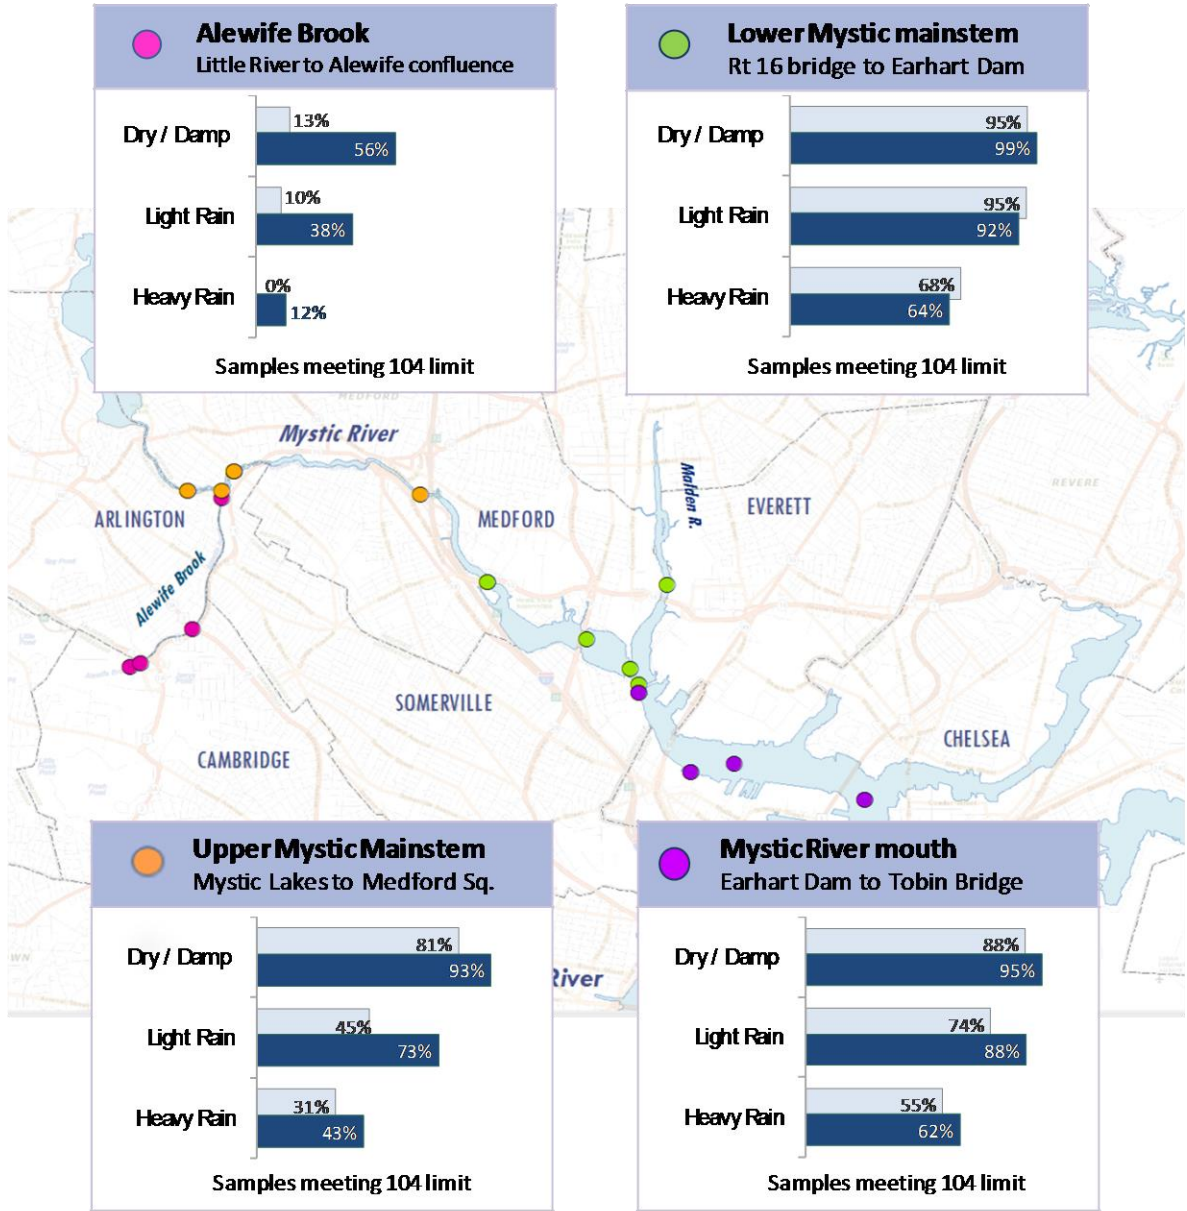 Alewife Brook
Little River to Alewife confluence
Dry / Damp
13%
56%
Light Rain
10%
38%
Heavy Rain
0%
12%
Samples meeting 104 limit
Lower Mystic mainstem
Rt 16 bridge to Earhart Dam
Dry / Damp
95%
99%
Light Rain
95%
92%
Heavy Rain
68%
64%
Samples meeting 104 limit
MEDFORD
Mystic River
Malden R.
REVERE
ARLINGTON
MEDFORD
EVERETT
Alewife Brook
SOMERVILLE
CHELSEA
CAMBRIDGE
Upper Mystic Mainstem
Mystic Lakes to Medford Sq.
Dry / Damp
81%
93%
Light Rain
45%
73%
Heavy Rain
31%
43%
Samples meeting 104 limit
River
Mystic River mouth
Earhart Dam to Tobin Bridge
Dry / Damp
88%
95%
Light Rain
74%
88%
Heavy Rain
55%
62%
Samples meeting 104 limit